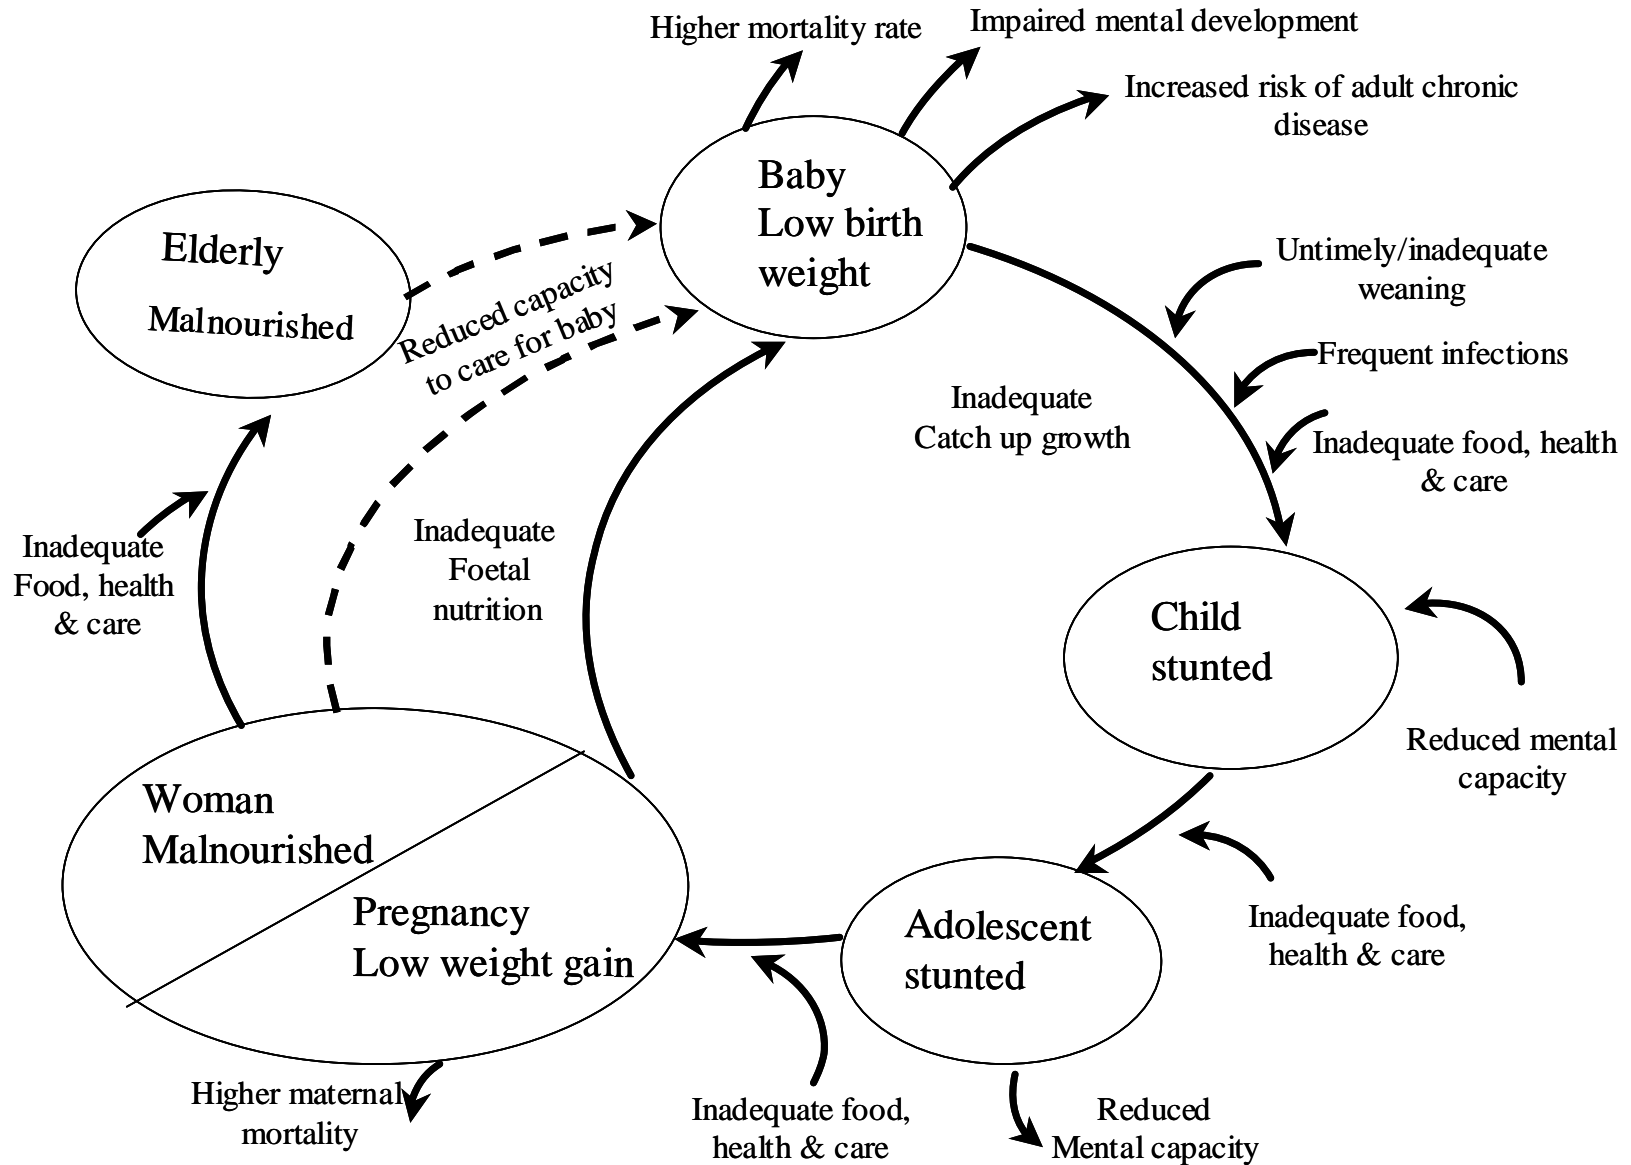 Higher mortality rate
Impaired mental development
Increased risk of adult chronic
disease
Baby
Low birth
weight
Elderly
Malnourished
Reduced capacity
to care for baby
Untimely/inadequate
weaning
Frequent infections
Inadequate food, health
& care
Inadequate
Catch up growth
Inadequate
Foetal
nutrition
Inadequate
Food, health
& care
Child
stunted
Reduced mental
capacity
Woman
Malnourished
Pregnancy
Low weight gain
Adolescent
stunted
Inadequate food,
health & care
Higher maternal
mortality
Inadequate food,
health & care
Reduced
Mental capacity